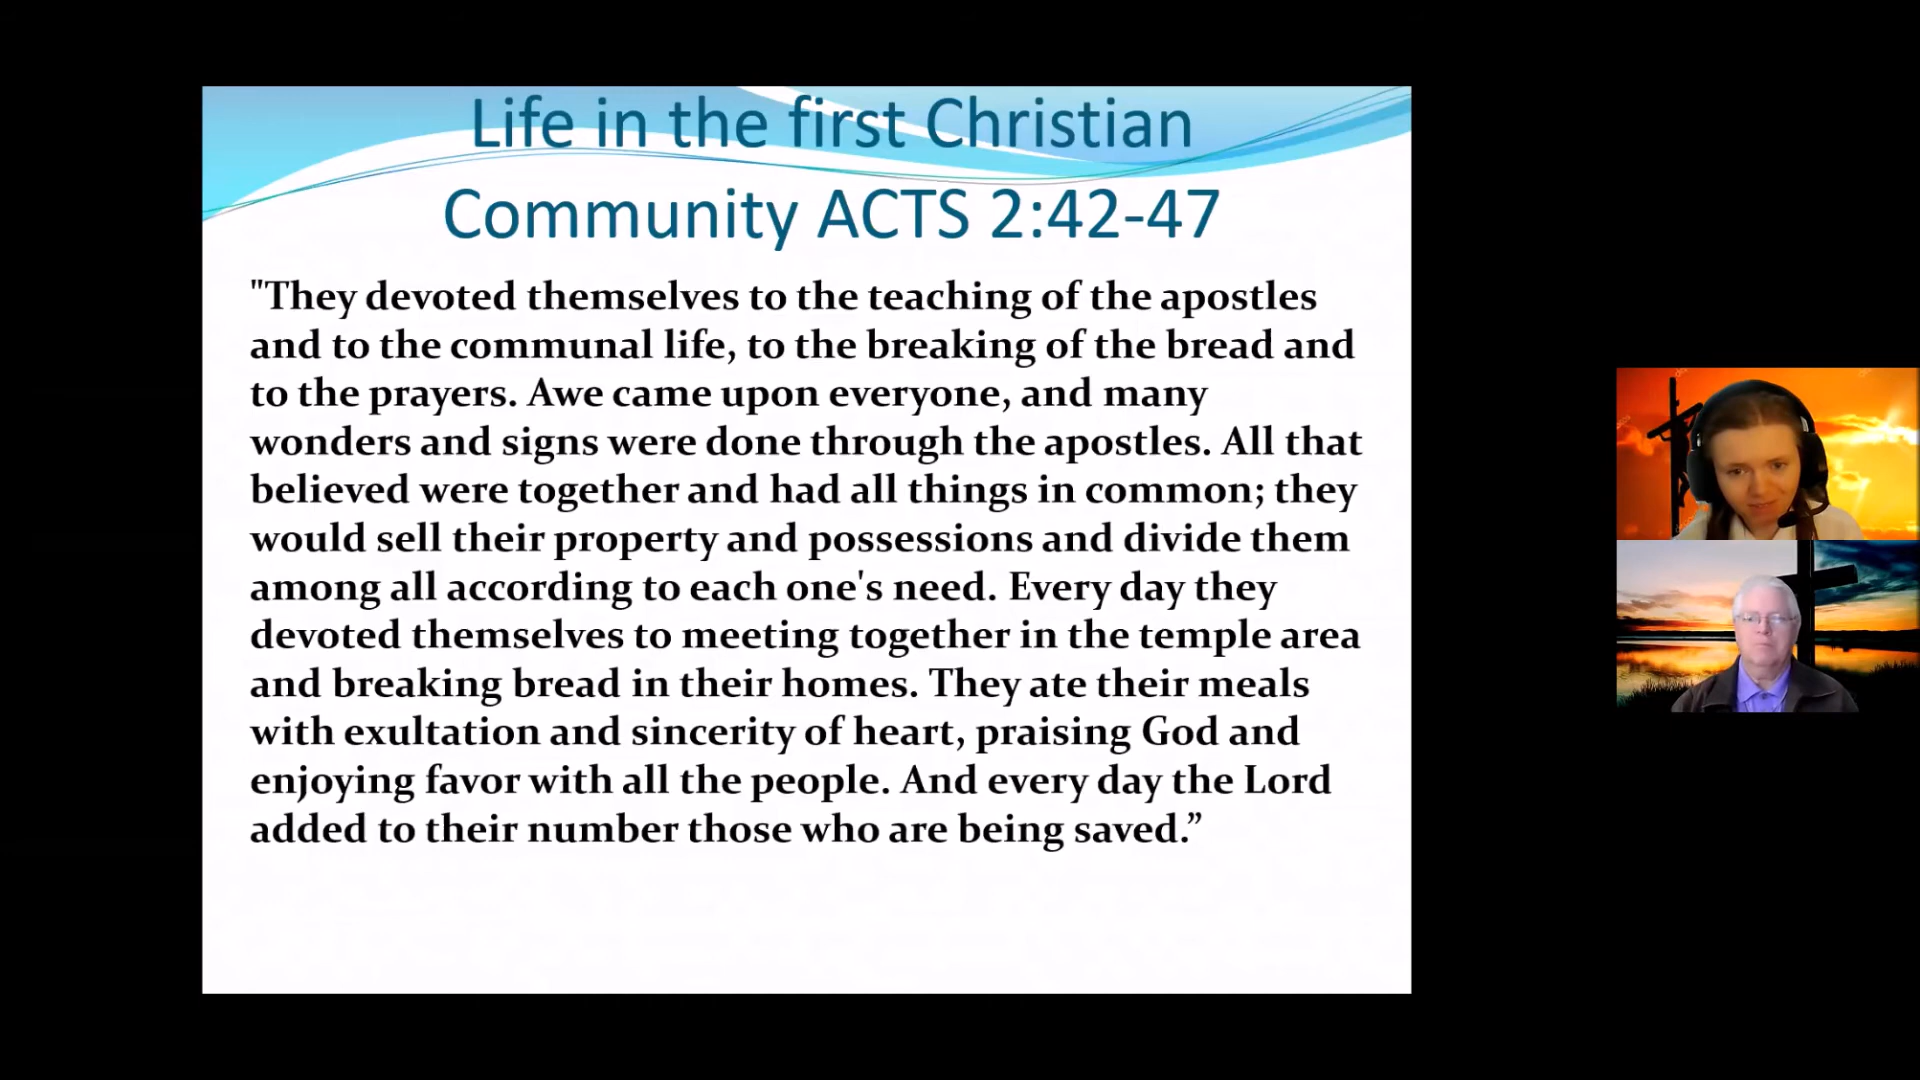 Life in the first Christian
Community ACTS 2:42-47
"They devoted themselves to the teaching of the apostles
and to the communal life, to the breaking of the bread and
to the prayers. Awe came upon everyone, and many
wonders and signs were done through the apostles. All that
believed were together and had all things in common; they
would sell their property and possessions and divide them
among all according to each one's need. Every day they
devoted themselves to meeting together in the temple area
and breaking bread in their homes. They ate their meals
with exultation and sincerity of heart, praising God and
enjoying favor with all the people. And every day the Lord
added to their number those who are being saved.”